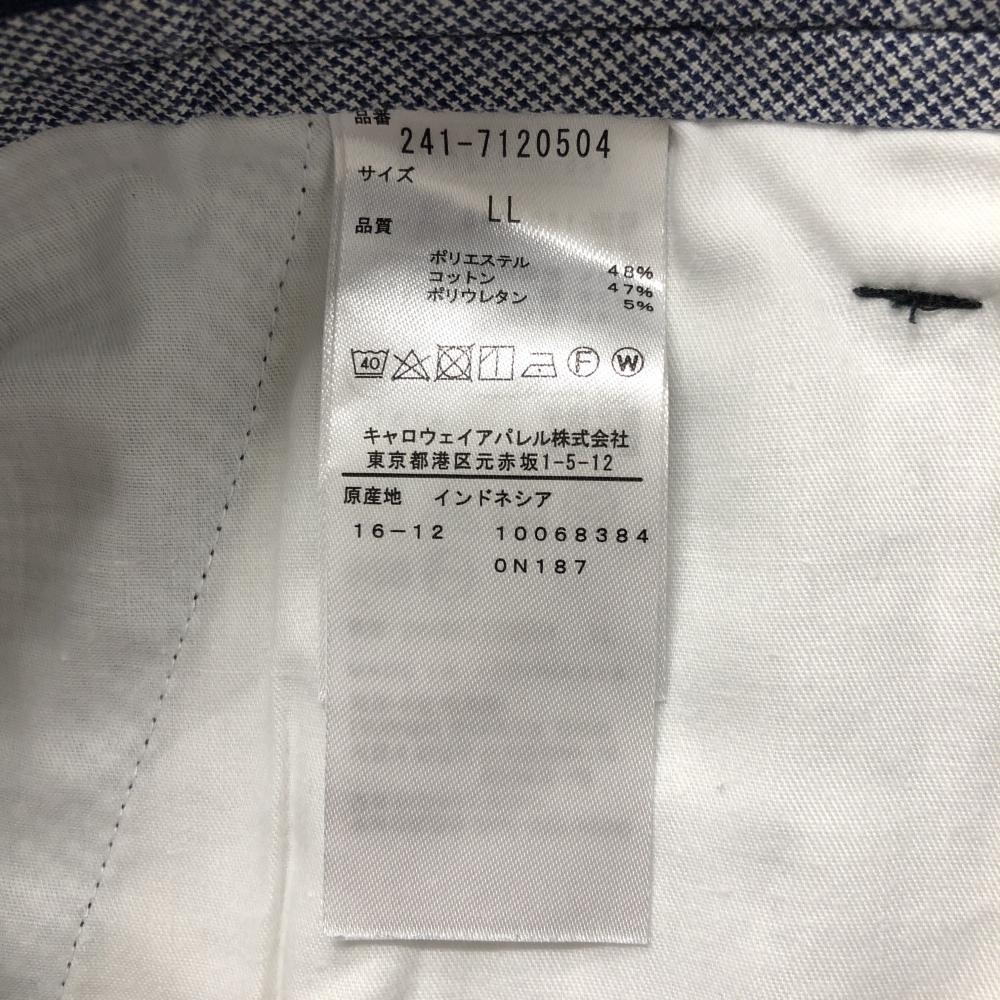 品番
241-7120504
サイズ
LL
品質
ポリエステル 48%
コットン 47%
ポリウレタン 5%
40 F W
キャロウェイアパレル株式会社
東京都港区元赤坂1-5-12
原産地 インドネシア
16-12 10068384
0N187